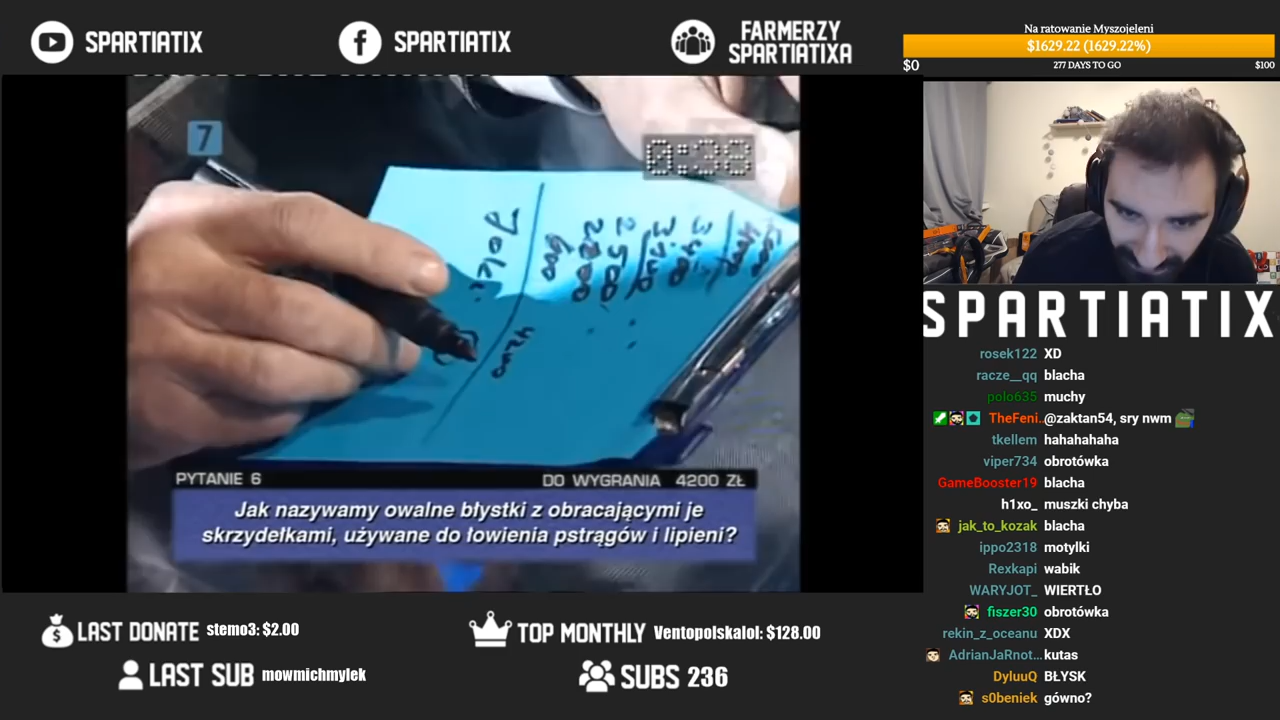 SPARTIATIX
SPARTIATIX
FARMERZY
SPARTIATIXA
Na ratowanie Myszojeleni
$1629.22 (1629.22%)
$0
277 DAYS TO GO
$100
7
0:38
PYTANIE 6
DO WYGRANIA 4200 ZŁ
Jak nazywamy owalne błystki z obracającymi je
skrzydełkami, używane do łowienia pstrągów i lipieni?
SPARTIATIX
rosek122 XD
racze__qq blacha
polo635 muchy
TheFeni.. @zaktan54, sry nwm
tkellem hahahahaha
viper734 obrotówka
GameBooster19 blacha
h1xo_ muszki chyba
jak_to_kozak blacha
ippo2318 motylki
Rexkapi wabik
WARYJOT_ WIERTŁO
fiszer30 obrotówka
rekin_z_oceanu XDX
AdrianJaRnot... kutas
DyluuQ BŁYSK
s0beniek gówno?
LAST DONATE stemo3: $2.00
TOP MONTHLY Ventopolskalol: $128.00
LAST SUB mowmichmylek
SUBS 236